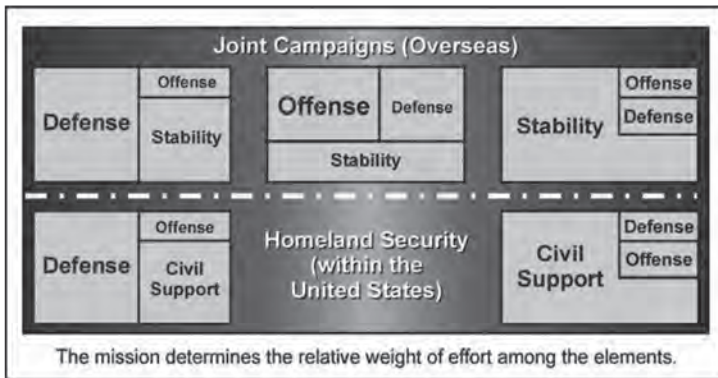 Joint Campaigns (Overseas)
Defense
Offense
Stability
Offense
Defense
Stability
Stability
Offense
Defense
Defense
Offense
Civil
Support
Homeland Security
(within the
United States)
Civil
Support
Defense
Offense
The mission determines the relative weight of effort among the elements.